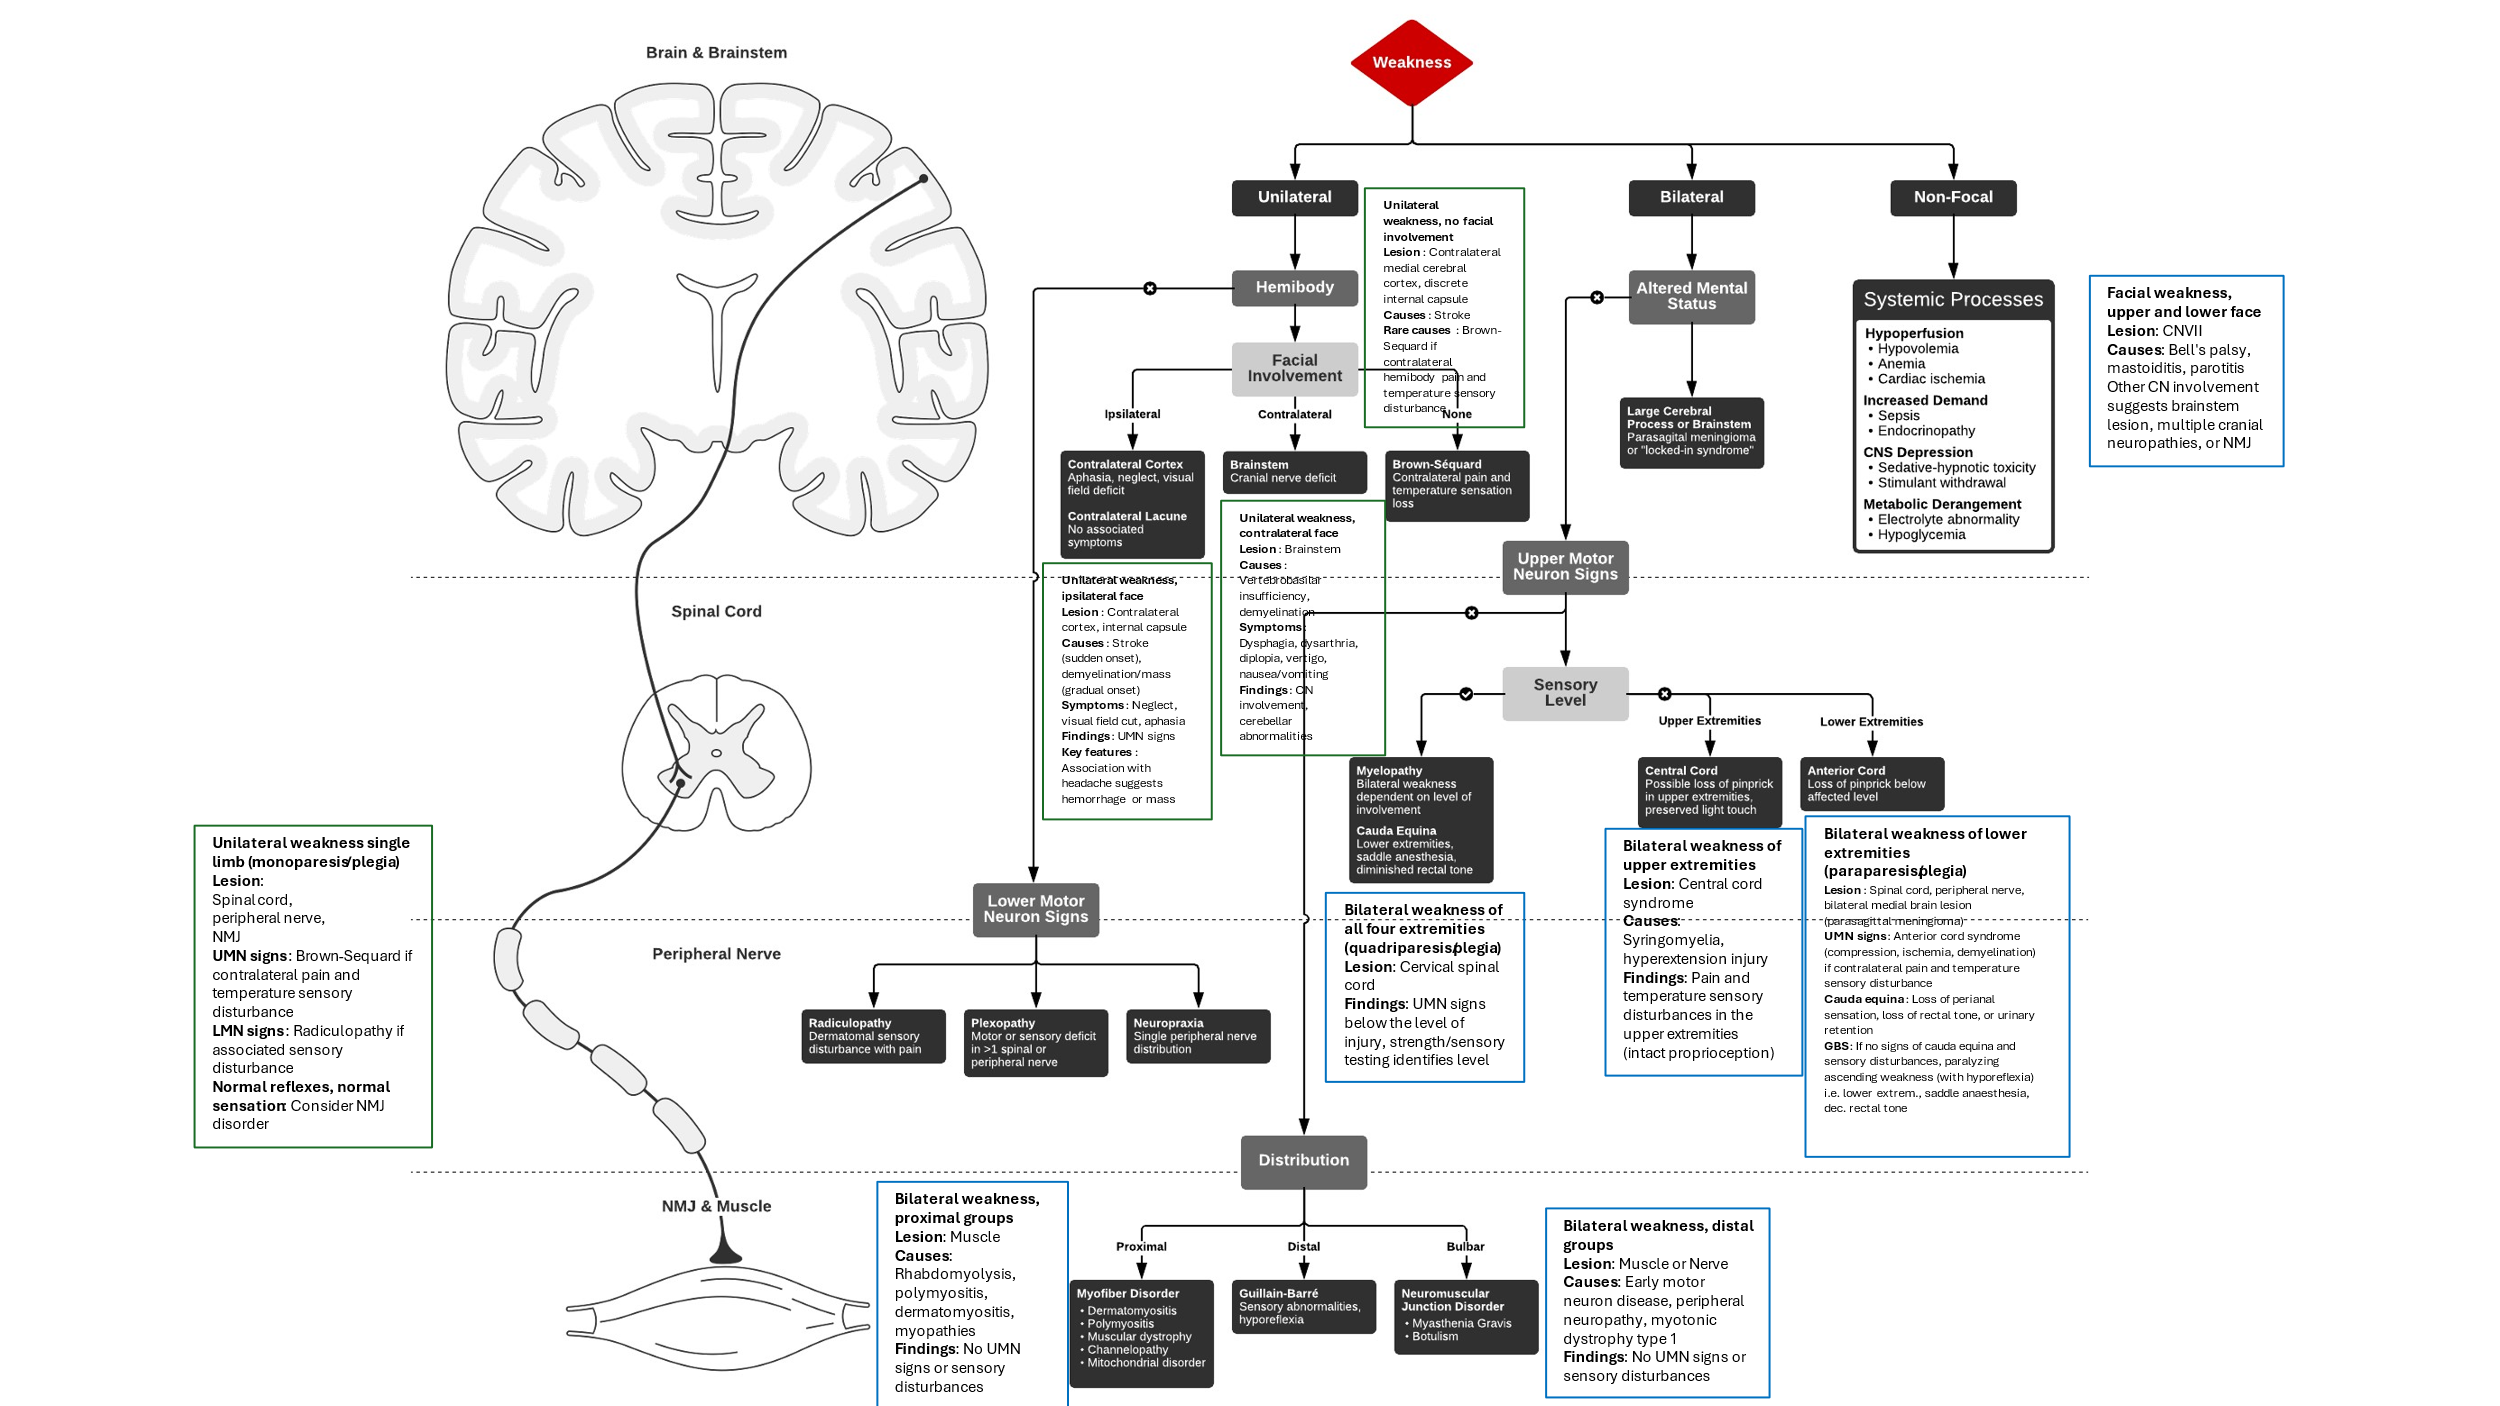 Brain & Brainstem
Weakness
Unilateral
Bilateral
Non-Focal
Unilateral
weakness, no facial
involvement
Lesion : Contralateral
medial cerebral
cortex, discrete
internal capsule
Causes : Stroke
Rare causes : Brown-
Sequard if
contralateral
hemibody pain and
temperature sensory
disturbance
Hemibody
Altered Mental
Status
Facial
Involvement
Ipsilateral
Contralateral
None
Systemic Processes
Hypoperfusion
• Hypovolemia
• Anemia
• Cardiac ischemia
Increased Demand
• Sepsis
• Endocrinopathy
CNS Depression
• Sedative-hypnotic toxicity
• Stimulant withdrawal
Metabolic Derangement
• Electrolyte abnormality
• Hypoglycemia
Facial weakness,
upper and lower face
Lesion: CNVII
Causes: Bell's palsy,
mastoiditis, parotitis
Other CN involvement
suggests brainstem
lesion, multiple cranial
neuropathies, or NMJ
Large Cerebral
Process or Brainstem
Parasagital meningioma
or "locked-in syndrome"
Contralateral Cortex
Aphasia, neglect, visual
field deficit
Contralateral Lacune
No associated
symptoms
Brainstem
Cranial nerve deficit
Brown-Séquard
Contralateral pain and
temperature sensation
loss
Unilateral weakness,
contralateral face
Lesion : Brainstem
Causes :
Vertebrobasilar
insufficiency,
demyelination
Symptoms:
Dysphagia, dysarthria,
diplopia, vertigo,
nausea/vomiting
Findings : CN
involvement,
cerebellar
abnormalities
Unilateral weakness,
ipsilateral face
Lesion : Contralateral
cortex, internal capsule
Causes : Stroke
(sudden onset),
demyelination/mass
(gradual onset)
Symptoms : Neglect,
visual field cut, aphasia
Findings : UMN signs
Key features :
Association with
headache suggests
hemorrhage or mass
Upper Motor
Neuron Signs
Spinal Cord
Sensory
Level
Upper Extremities
Lower Extremities
Myelopathy
Bilateral weakness
dependent on level of
involvement
Cauda Equina
Lower extremities,
saddle anesthesia,
diminished rectal tone
Central Cord
Possible loss of pinprick
in upper extremities,
preserved light touch
Anterior Cord
Loss of pinprick below
affected level
Unilateral weakness single
limb (monoparesis/plegia)
Lesion:
Spinal cord,
peripheral nerve,
NMJ
UMN signs: Brown-Sequard if
contralateral pain and
temperature sensory
disturbance
LMN signs: Radiculopathy if
associated sensory
disturbance
Normal reflexes, normal
sensation: Consider NMJ
disorder
Lower Motor
Neuron Signs
Bilateral weakness of
all four extremities
(quadriparesis/plegia)
Lesion: Cervical spinal
cord
Findings: UMN signs
below the level of
injury, strength/sensory
testing identifies level
Bilateral weakness of
upper extremities
Lesion: Central cord
syndrome
Causes:
Syringomyelia,
hyperextension injury
Findings: Pain and
temperature sensory
disturbances in the
upper extremities
(intact proprioception)
Bilateral weakness of lower
extremities
(paraparesis/plegia)
Lesion : Spinal cord, peripheral nerve,
bilateral medial brain lesion
(parasagittal meningioma)
UMN signs: Anterior cord syndrome
(compression, ischemia, demyelination)
if contralateral pain and temperature
sensory disturbance
Cauda equina : Loss of perianal
sensation, loss of rectal tone, or urinary
retention
GBS: If no signs of cauda equina and
sensory disturbances, paralyzing
ascending weakness (with hyporeflexia)
i.e. lower extrem., saddle anaesthesia,
dec. rectal tone
Peripheral Nerve
Radiculopathy
Dermatomal sensory
disturbance with pain
Plexopathy
Motor or sensory deficit
in >1 spinal or
peripheral nerve
Neuropraxia
Single peripheral nerve
distribution
Distribution
NMJ & Muscle
Bilateral weakness,
proximal groups
Lesion: Muscle
Causes:
Rhabdomyolysis,
polymyositis,
dermatomyositis,
myopathies
Findings: No UMN
signs or sensory
disturbances
Proximal
Distal
Bulbar
Myofiber Disorder
• Dermatomyositis
• Polymyositis
• Muscular dystrophy
• Channelopathy
• Mitochondrial disorder
Guillain-Barré
Sensory abnormalities,
hyporeflexia
Neuromuscular
Junction Disorder
• Myasthenia Gravis
• Botulism
Bilateral weakness, distal
groups
Lesion: Muscle or Nerve
Causes: Early motor
neuron disease, peripheral
neuropathy, myotonic
dystrophy type 1
Findings: No UMN signs or
sensory disturbances